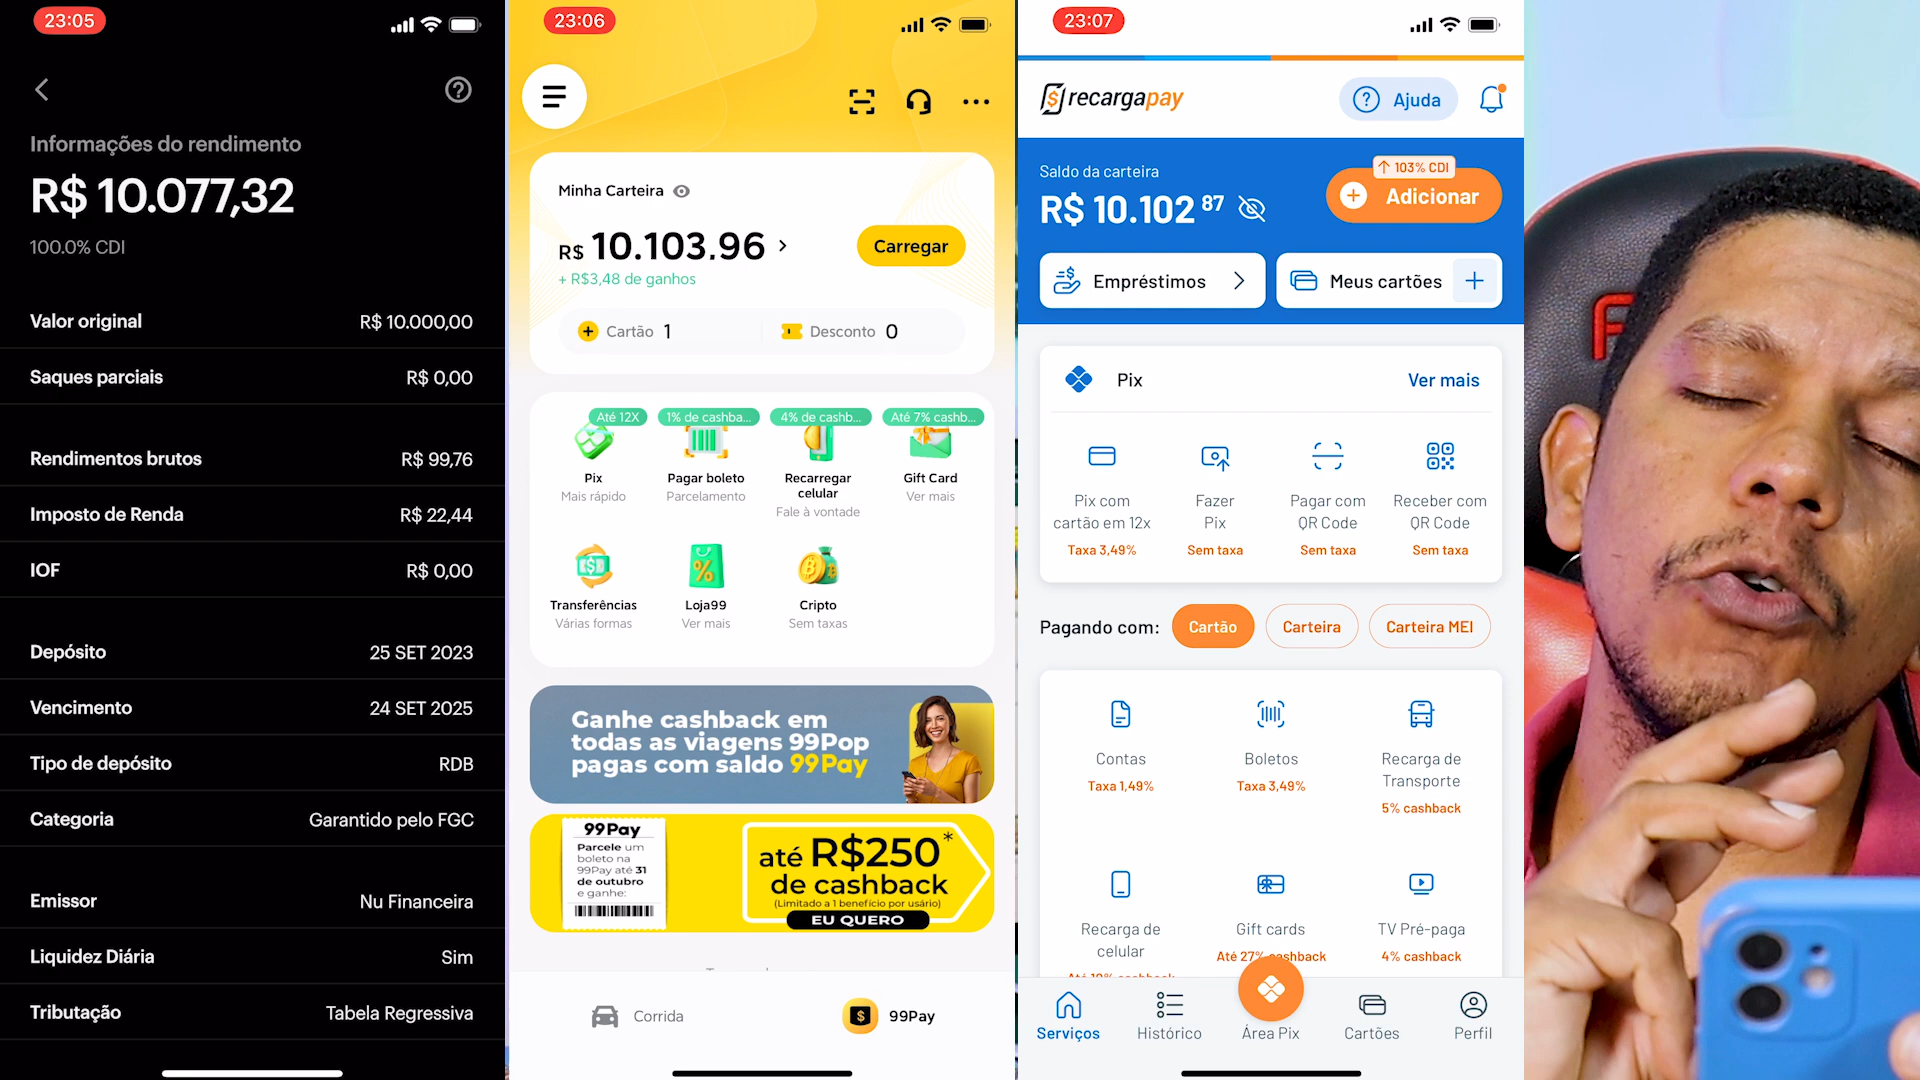 23:05
Informações do rendimento
R$ 10.077,32
100.0% CDI
Valor original R$ 10.000,00
Saques parciais R$ 0,00
Rendimentos brutos R$ 99,76
Imposto de Renda R$ 22,44
IOF R$ 0,00
Depósito 25 SET 2023
Vencimento 24 SET 2025
Tipo de depósito RDB
Categoria Garantido pelo FGC
Emissor Nu Financeira
Liquidez Diária Sim
Tributação Tabela Regressiva
23:06
Minha Carteira
R$ 10.103.96
Carregar
+ R$3,48 de ganhos
Cartão 1 Desconto 0
Até 12X 1% de cashba... 4% de cashb... Até 7% cashb...
Pix Pagar boleto Recarregar celular Gift Card
Mais rápido Parcelamento Fale à vontade Ver mais
Transferências Loja99 Cripto
Várias formas Ver mais Sem taxas
Ganhe cashback em
todas as viagens 99Pop
pagas com saldo 99Pay
99Pay
Parcele um
boleto na
99Pay até 31
de outubro
e ganhe:
até R$250*
de cashback
(Limitado a 1 benefício por usário)
EU QUERO
Corrida 99Pay
23:07
recargapay
Ajuda
Saldo da carteira
R$ 10.102 87
103% CDI
Adicionar
Empréstimos Meus cartões
Pix Ver mais
Pix com cartão em 12x
Taxa 3,49%
Fazer Pix
Sem taxa
Pagar com QR Code
Sem taxa
Receber com QR Code
Sem taxa
Pagando com: Cartão Carteira Carteira MEI
Contas
Taxa 1,49%
Boletos
Taxa 3,49%
Recarga de Transporte
5% cashback
Recarga de celular
Gift cards
Até 27% cashback
TV Pré-paga
4% cashback
Serviços Histórico Área Pix Cartões Perfil